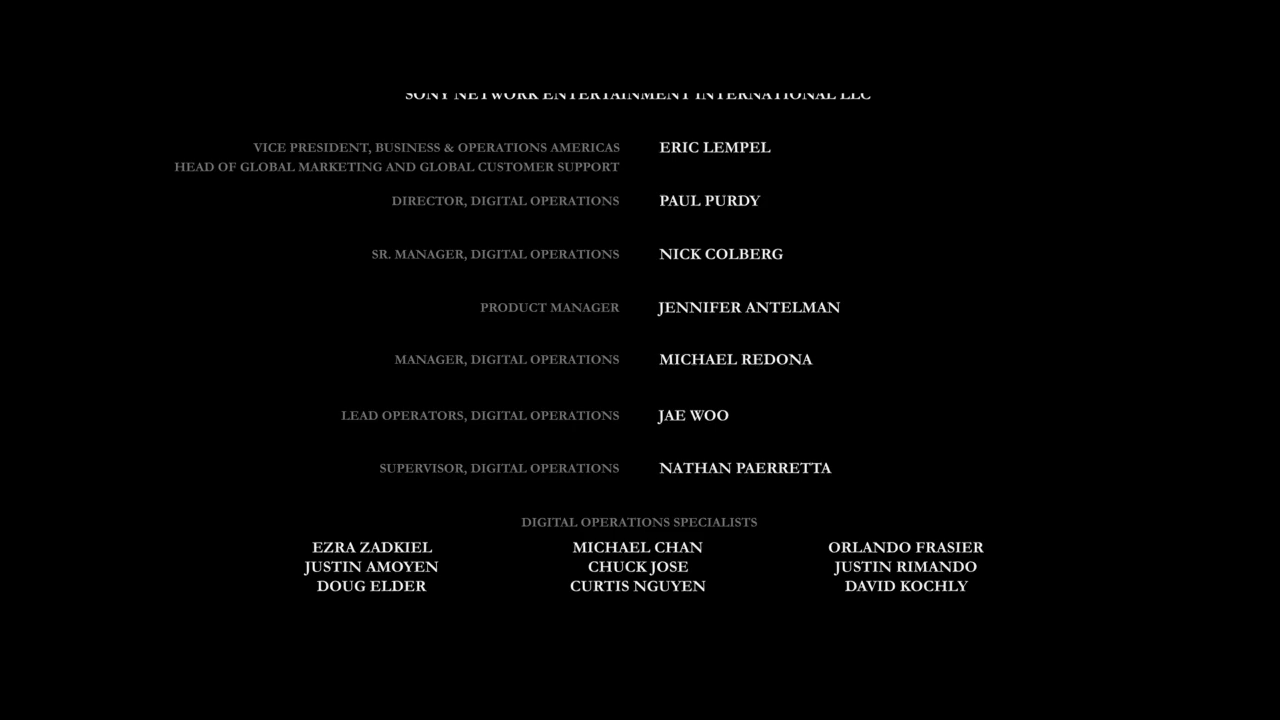 SONY NETWORK ENTERTAINMENT INTERNATIONAL LLC
VICE PRESIDENT, BUSINESS & OPERATIONS AMERICAS ERIC LEMPEL
HEAD OF GLOBAL MARKETING AND GLOBAL CUSTOMER SUPPORT
DIRECTOR, DIGITAL OPERATIONS PAUL PURDY
SR. MANAGER, DIGITAL OPERATIONS NICK COLBERG
PRODUCT MANAGER JENNIFER ANTELMAN
MANAGER, DIGITAL OPERATIONS MICHAEL REDONA
LEAD OPERATORS, DIGITAL OPERATIONS JAE WOO
SUPERVISOR, DIGITAL OPERATIONS NATHAN PAERRETTA
DIGITAL OPERATIONS SPECIALISTS
EZRA ZADKIEL MICHAEL CHAN ORLANDO FRASIER
JUSTIN AMOYEN CHUCK JOSE JUSTIN RIMANDO
DOUG ELDER CURTIS NGUYEN DAVID KOCHLY